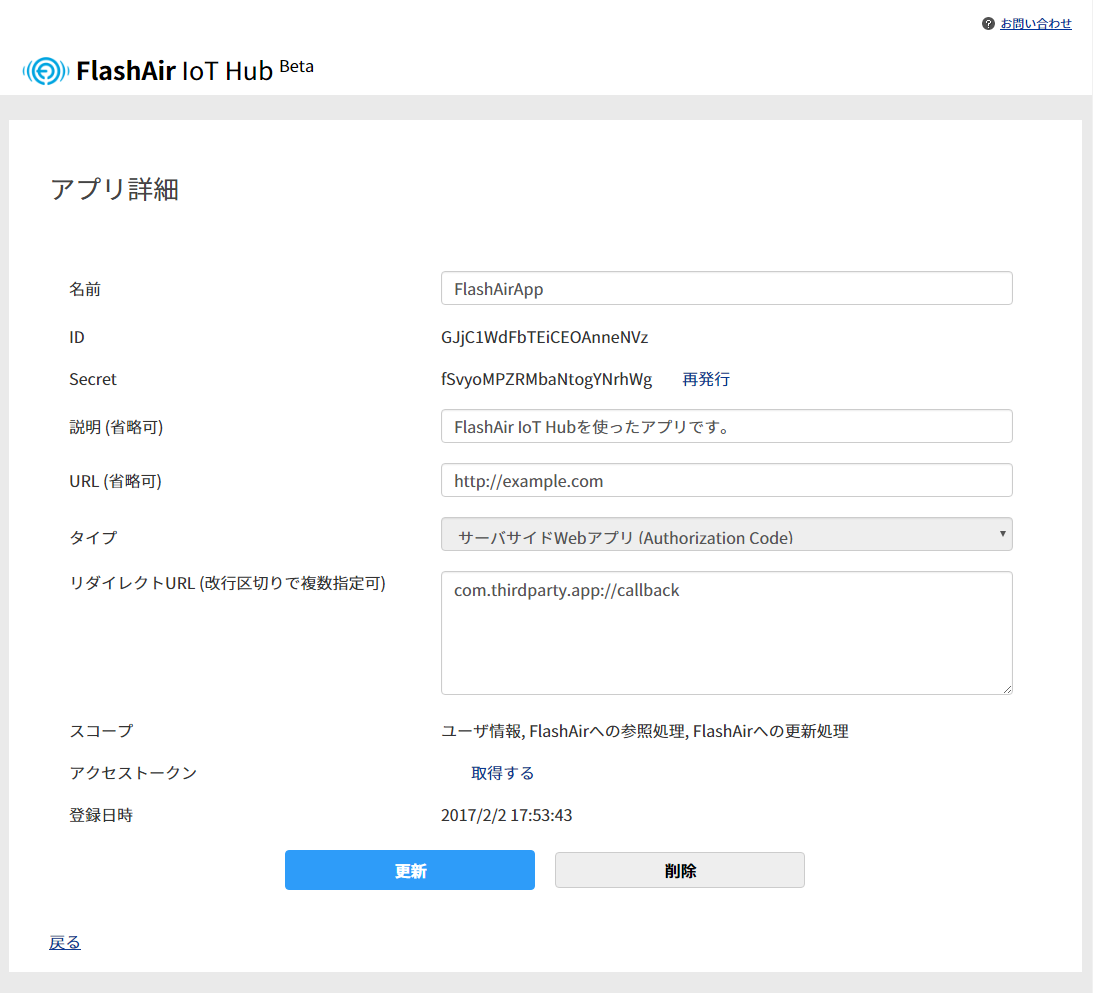 お問い合わせ
FlashAir IoT Hub Beta
アプリ詳細
名前 FlashAirApp
ID GJjC1WdFbTEiCEOAnneNVz
Secret fSvyoMPZRMbaNtogYNrhWg 再発行
説明 (省略可) FlashAir IoT Hubを使ったアプリです。
URL (省略可) http://example.com
タイプ サーバサイドWebアプリ (Authorization Code)
リダイレクトURL (改行区切りで複数指定可) com.thirdparty.app://callback
スコープ ユーザ情報, FlashAirへの参照処理, FlashAirへの更新処理
アクセストークン 取得する
登録日時 2017/2/2 17:53:43
更新 削除
戻る